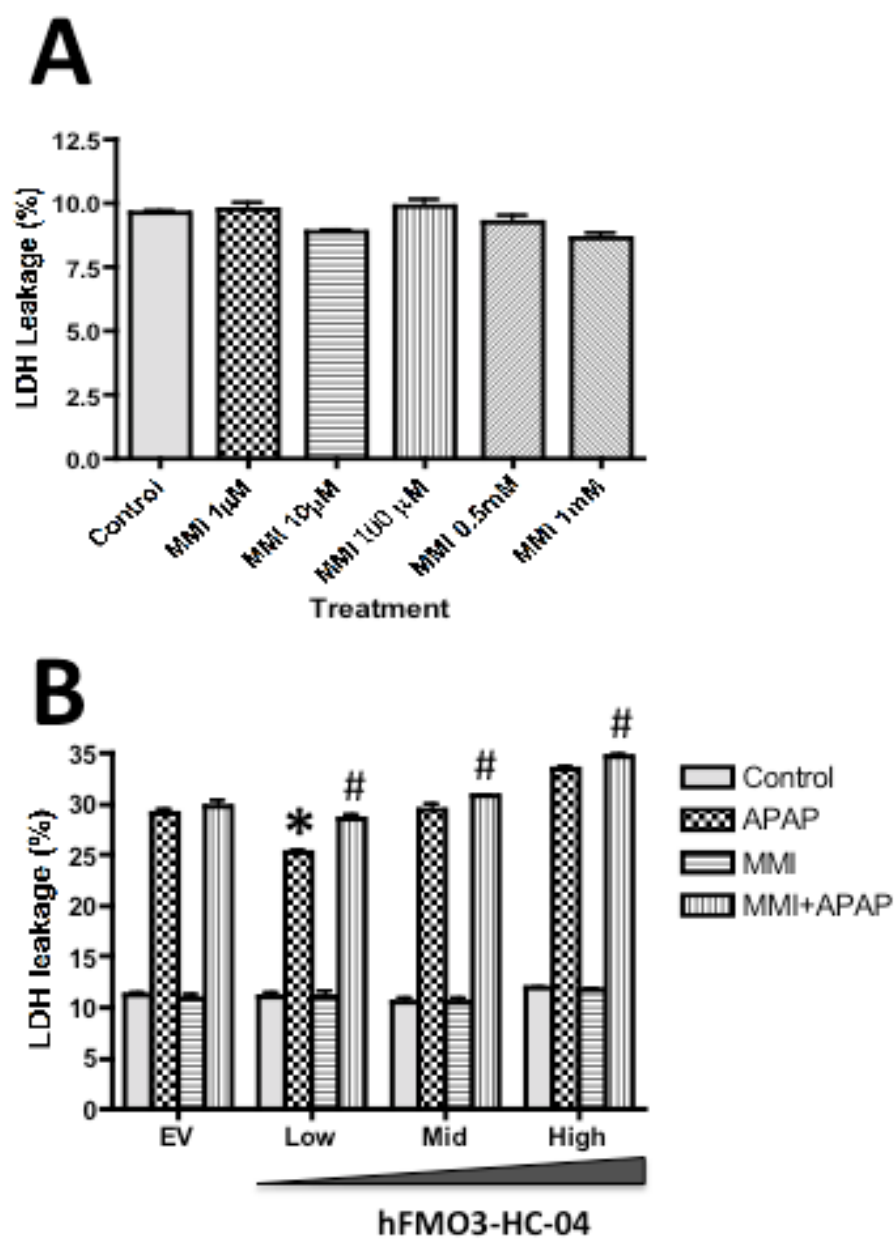 A
LDH Leakage (%)
12.5
10.0
7.5
5.0
2.5
0.0
Control
MMI 1µM
MMI 10µM
MMI 100 µM
MMI 0.5mM
MMI 1mM
Treatment
B
LDH leakage (%)
35
30
25
20
15
10
5
0
*
#
#
#
EV
Low
Mid
High
hFMO3-HC-04
Control
APAP
MMI
MMI+APAP